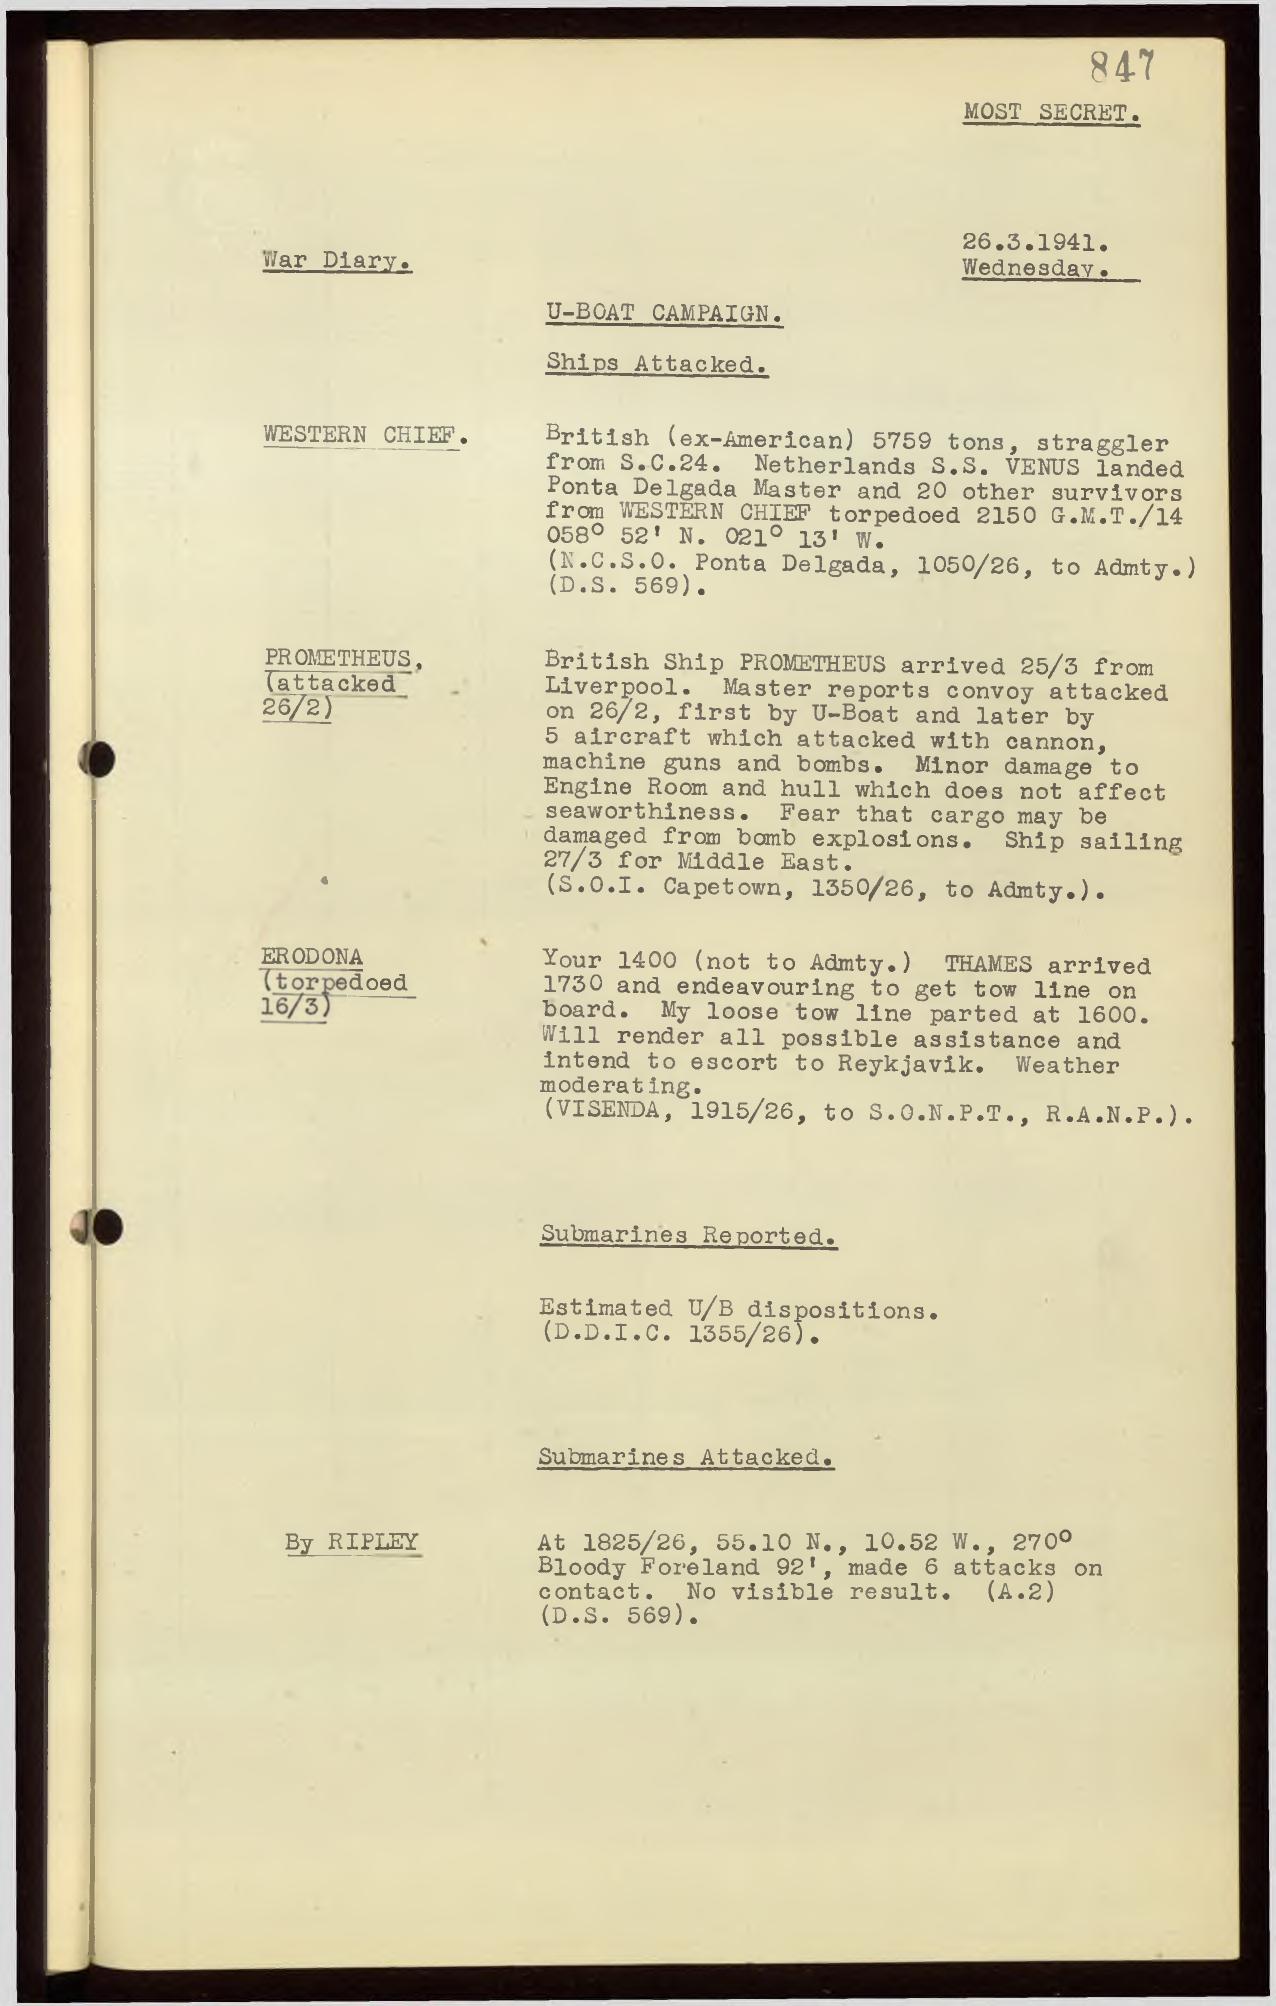 847
MOST SECRET.
War Diary.
26.3.1941.
Wednesday.
U-BOAT CAMPAIGN.
Ships Attacked.
WESTERN CHIEF.
British (ex-American) 5759 tons, straggler
from S.C.24. Netherlands S.S. VENUS landed
Ponta Delgada Master and 20 other survivors
from WESTERN CHIEF torpedoed 2150 G.M.T./14
058° 52' N. 021° 13' W.
(N.C.S.O. Ponta Delgada, 1050/26, to Admty.)
(D.S. 569).
PROMETHEUS,
(attacked
26/2)
British Ship PROMETHEUS arrived 25/3 from
Liverpool. Master reports convoy attacked
on 26/2, first by U-Boat and later by
5 aircraft which attacked with cannon,
machine guns and bombs. Minor damage to
Engine Room and hull which does not affect
seaworthiness. Fear that cargo may be
damaged from bomb explosions. Ship sailing
27/3 for Middle East.
(S.O.I. Capetown, 1350/26, to Admty.).
ERODONA
(torpedoed
16/3)
Your 1400 (not to Admty.) THAMES arrived
1730 and endeavouring to get tow line on
board. My loose tow line parted at 1600.
Will render all possible assistance and
intend to escort to Reykjavik. Weather
moderating.
(VISENDA, 1915/26, to S.O.N.P.T., R.A.N.P.).
Submarines Reported.
Estimated U/B dispositions.
(D.D.I.C. 1355/26).
Submarines Attacked.
By RIPLEY
At 1825/26, 55.10 N., 10.52 W., 270°
Bloody Foreland 92', made 6 attacks on
contact. No visible result. (A.2)
(D.S. 569).